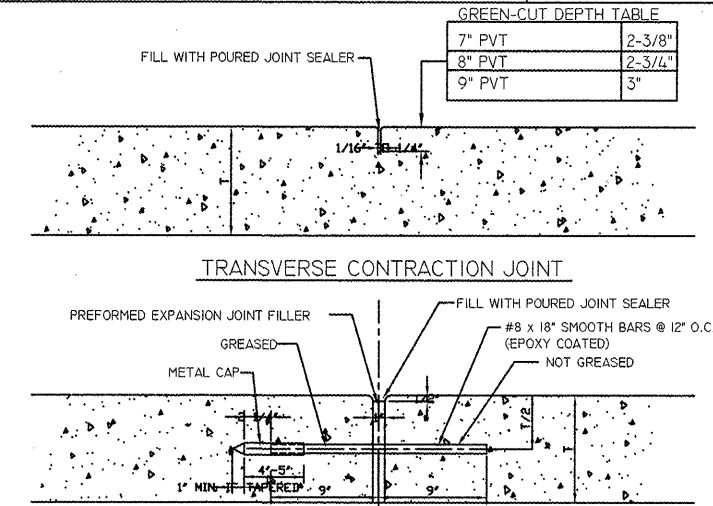 GREEN-CUT DEPTH TABLE
7" PVT 2-3/8"
8" PVT 2-3/4"
9" PVT 3"
FILL WITH POURED JOINT SEALER
1/16" 1/4"
T
TRANSVERSE CONTRACTION JOINT
FILL WITH POURED JOINT SEALER
PREFORMED EXPANSION JOINT FILLER
#8 x 18" SMOOTH BARS @ 12" O.C.
(EPOXY COATED)
GREASED
NOT GREASED
METAL CAP
T/2
T
4"-5"
1" MIN. TAPERED
9" 9"